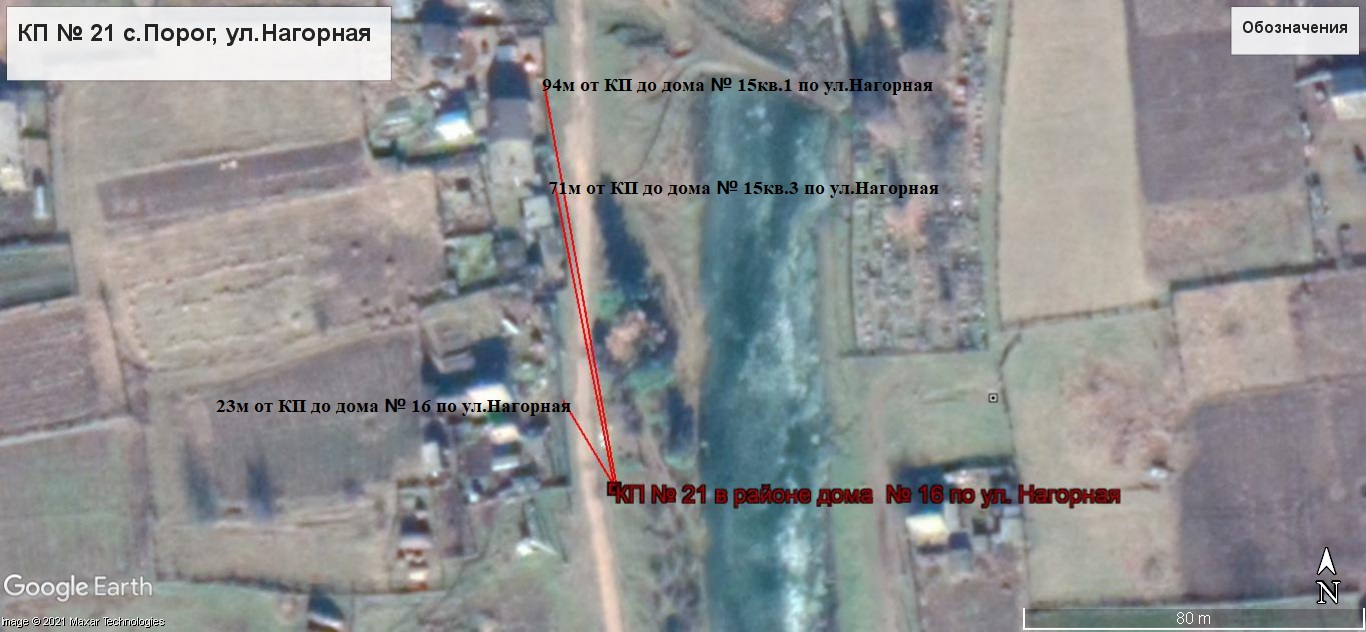 КП № 21 с.Порог, ул.Нагорная
Обозначения
94м от КП до дома № 15кв.1 по ул.Нагорная
71м от КП до дома № 15кв.3 по ул.Нагорная
23м от КП до дома № 16 по ул.Нагорная
КП № 21 в районе дома № 16 по ул. Нагорная
Google Earth
Image © 2021 Maxar Technologies
N
80 m